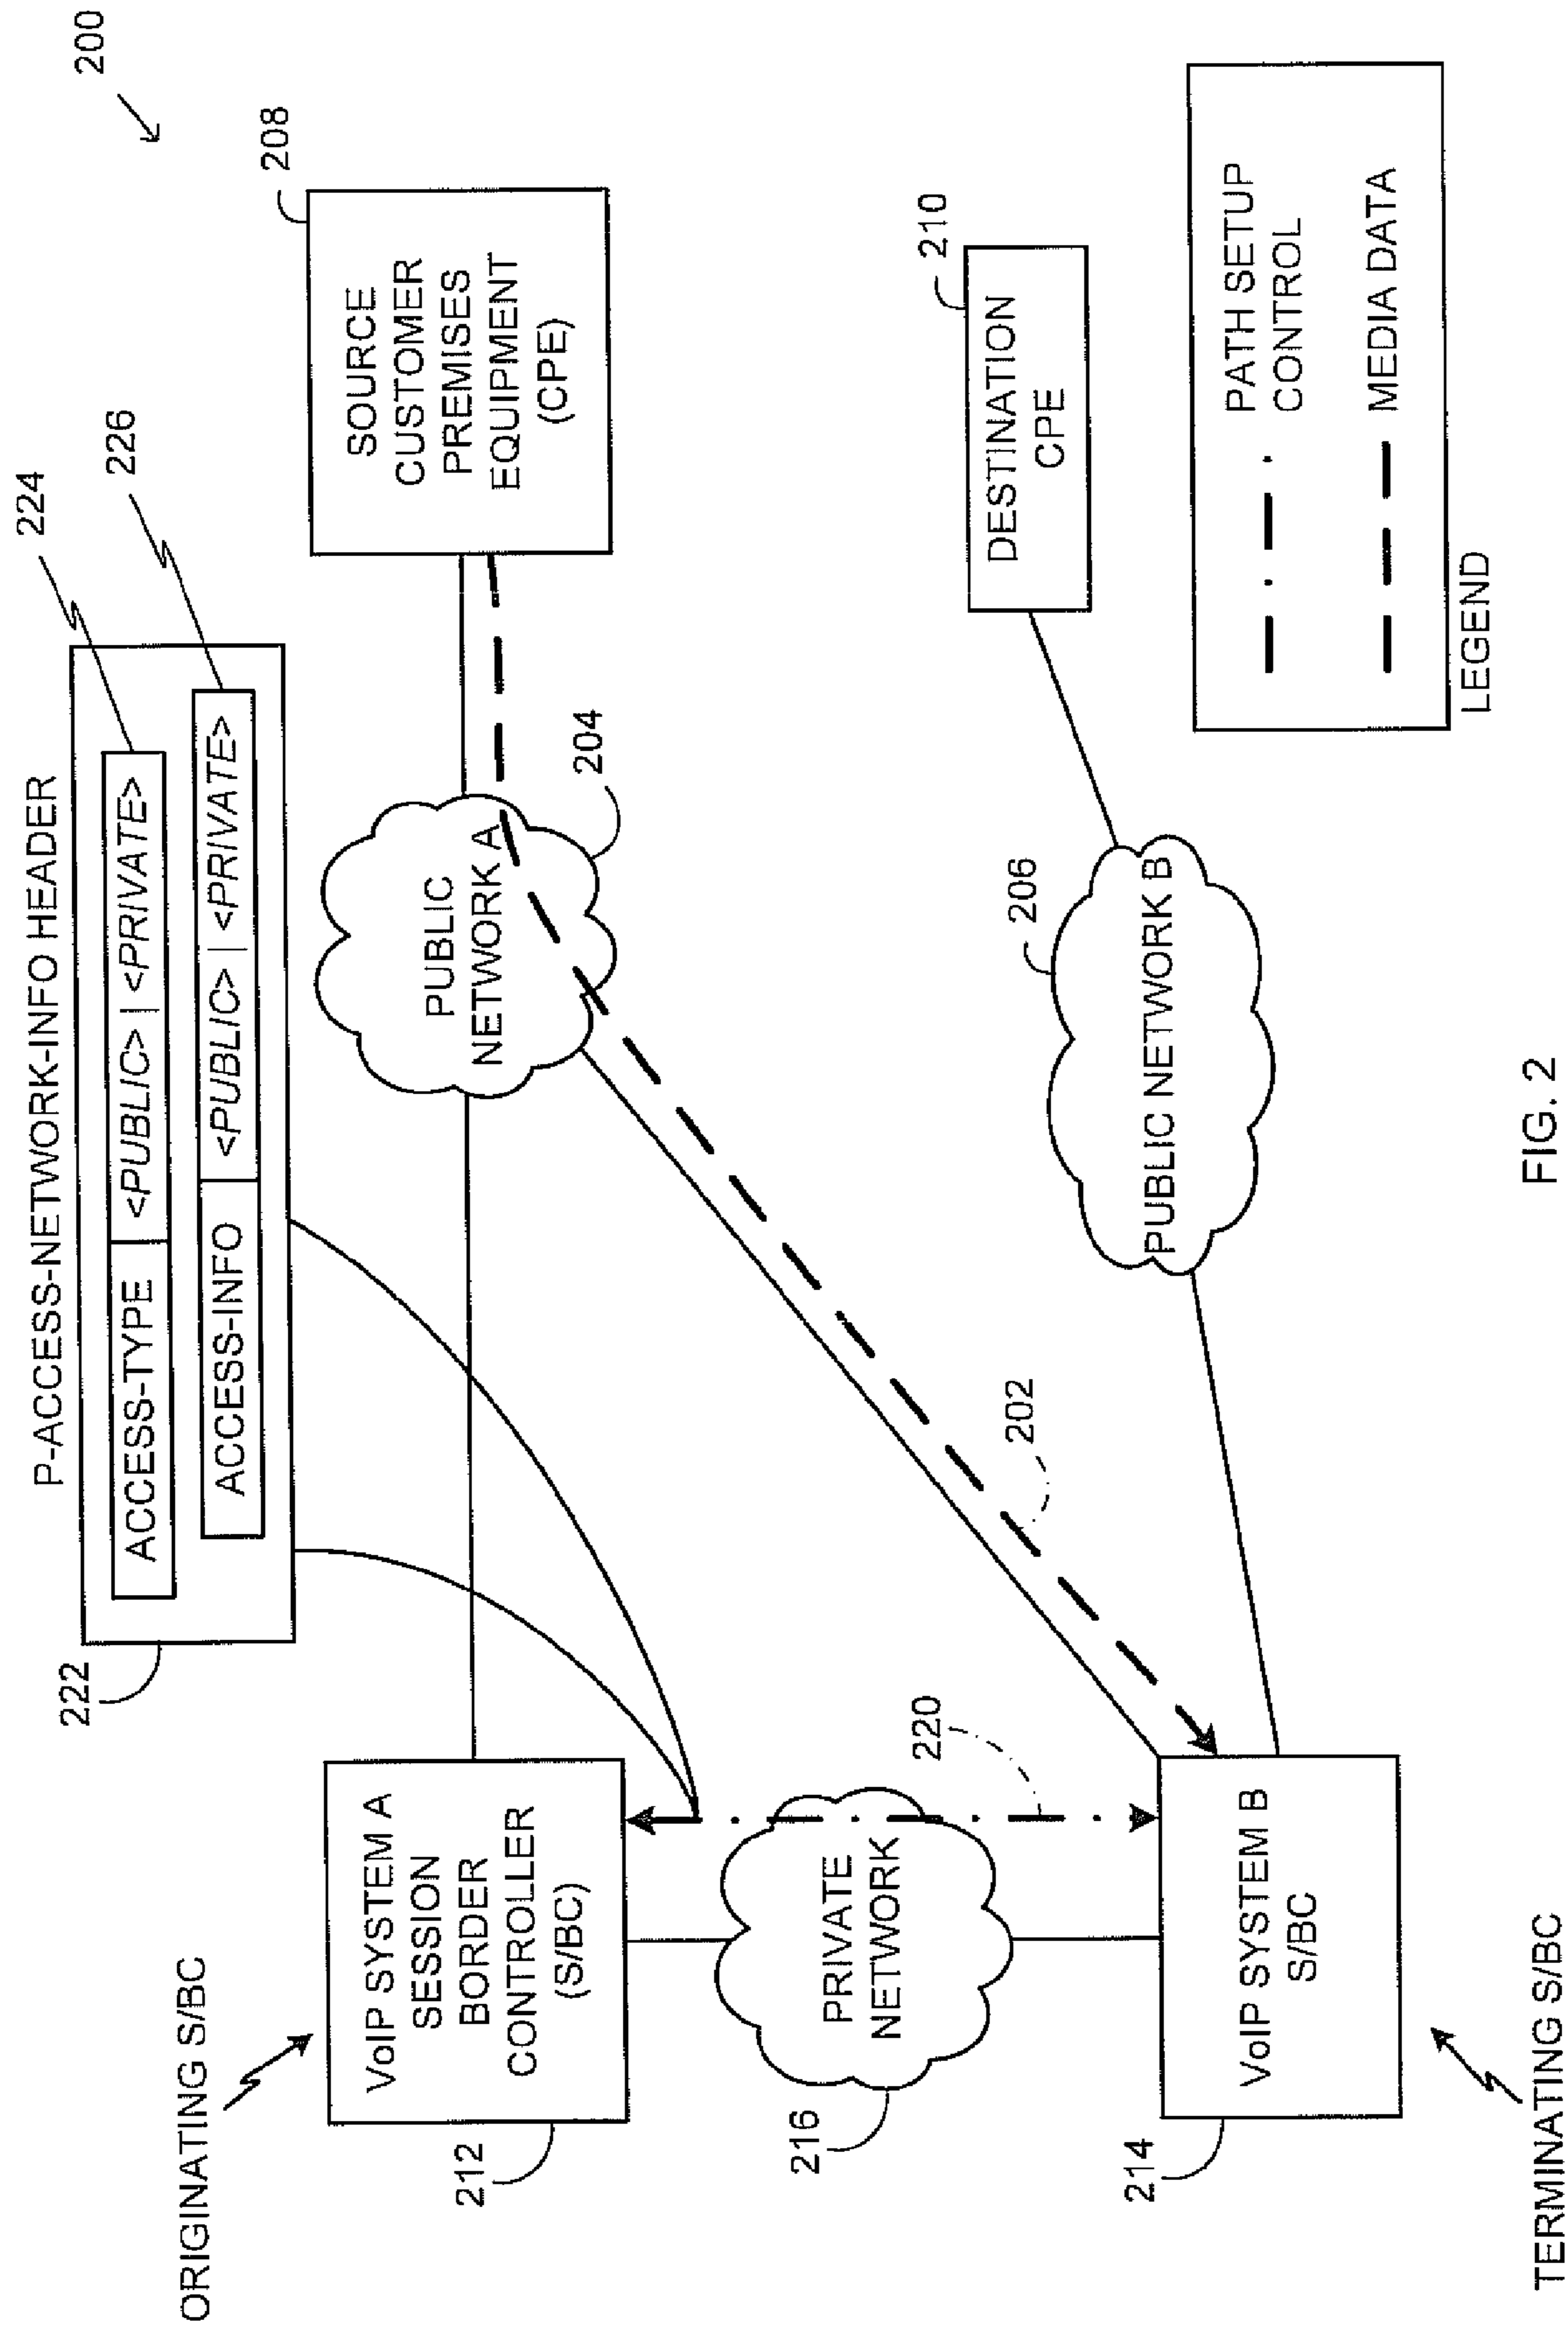 200
P-ACCESS-NETWORK-INFO HEADER
224
226
222
ACCESS-TYPE
<PUBLIC> | <PRIVATE>
ACCESS-INFO
<PUBLIC> | <PRIVATE>
ORIGINATING S/BC
212
VoIP SYSTEM A
SESSION
BORDER
CONTROLLER
(S/BC)
PUBLIC
NETWORK A
204
208
SOURCE
CUSTOMER
PREMISES
EQUIPMENT
(CPE)
216
PRIVATE
NETWORK
220
202
206
PUBLIC NETWORK B
210
DESTINATION
CPE
214
VoIP SYSTEM B
S/BC
TERMINATING S/BC
PATH SETUP
CONTROL
MEDIA DATA
LEGEND
FIG. 2